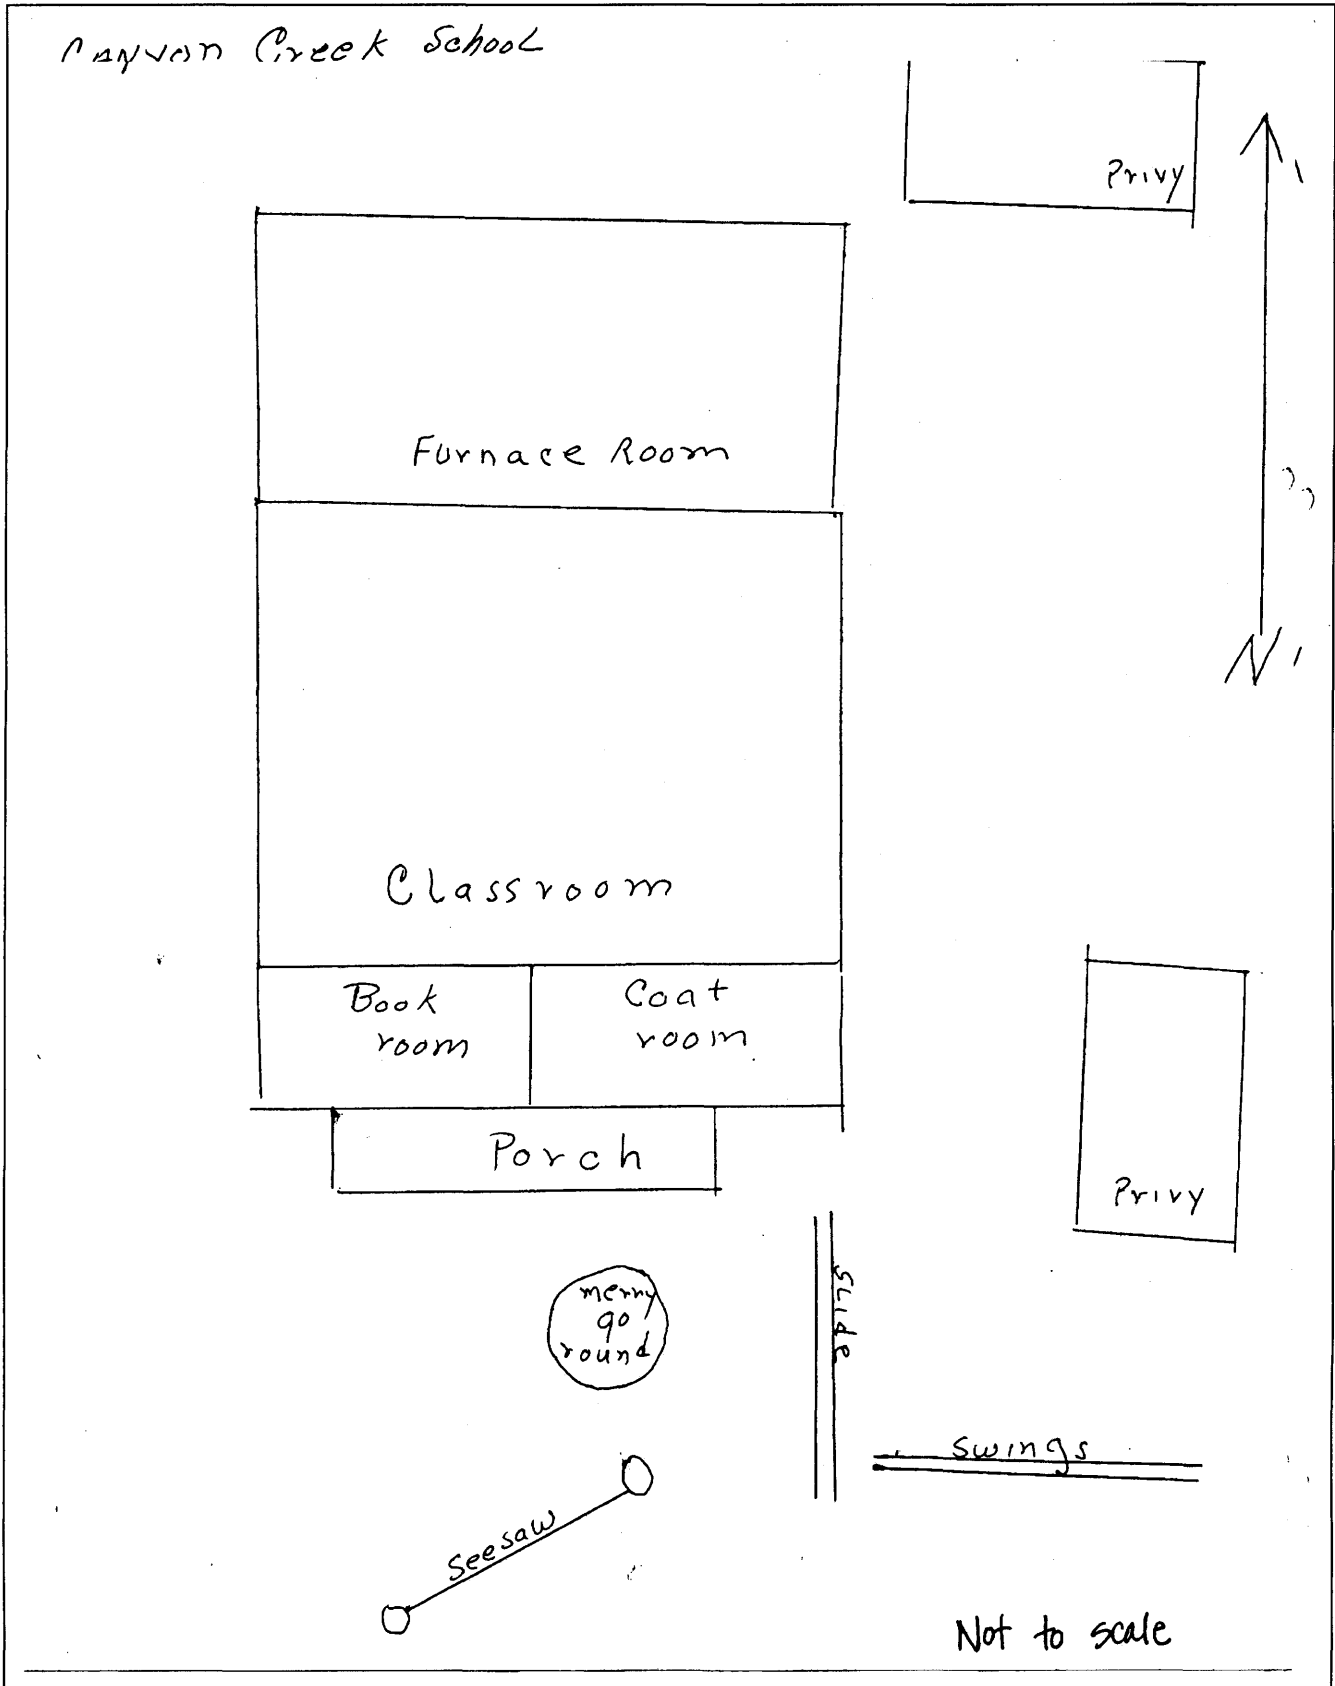 Canyon Creek School
Privy
Furnace Room
N
Classroom
Book
room
Coat
room
Porch
Privy
merry
go
round
Slide
Swings
Seesaw
Not to scale